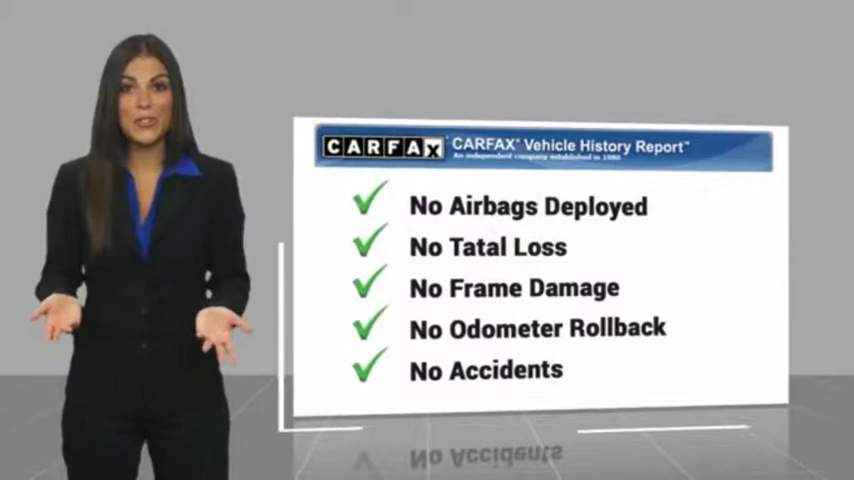 CARFAX CARFAX® Vehicle History Report™
An independent company established in 1986
No Airbags Deployed
No Tatal Loss
No Frame Damage
No Odometer Rollback
No Accidents
No Accidents